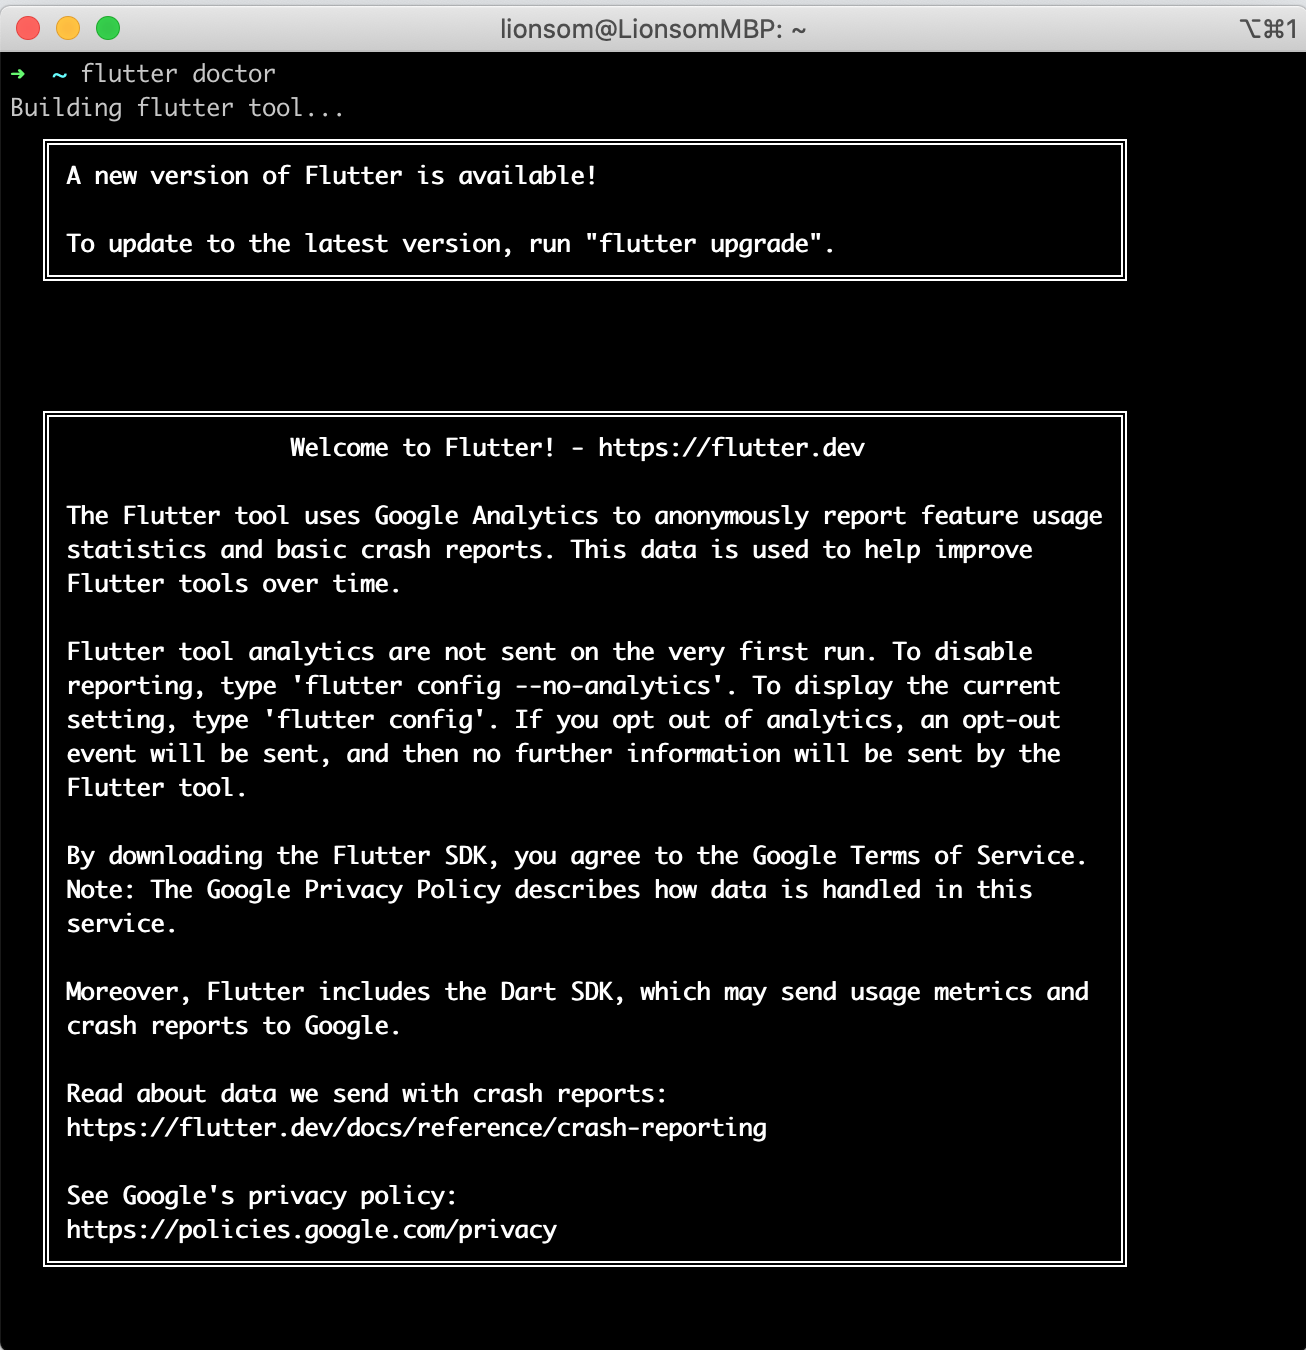 lionsom@LionsomMBP: ~
⌥⌘1
➜  ~ flutter doctor
Building flutter tool...
A new version of Flutter is available!
To update to the latest version, run "flutter upgrade".
Welcome to Flutter! - https://flutter.dev
The Flutter tool uses Google Analytics to anonymously report feature usage
statistics and basic crash reports. This data is used to help improve
Flutter tools over time.
Flutter tool analytics are not sent on the very first run. To disable
reporting, type 'flutter config --no-analytics'. To display the current
setting, type 'flutter config'. If you opt out of analytics, an opt-out
event will be sent, and then no further information will be sent by the
Flutter tool.
By downloading the Flutter SDK, you agree to the Google Terms of Service.
Note: The Google Privacy Policy describes how data is handled in this
service.
Moreover, Flutter includes the Dart SDK, which may send usage metrics and
crash reports to Google.
Read about data we send with crash reports:
https://flutter.dev/docs/reference/crash-reporting
See Google's privacy policy:
https://policies.google.com/privacy